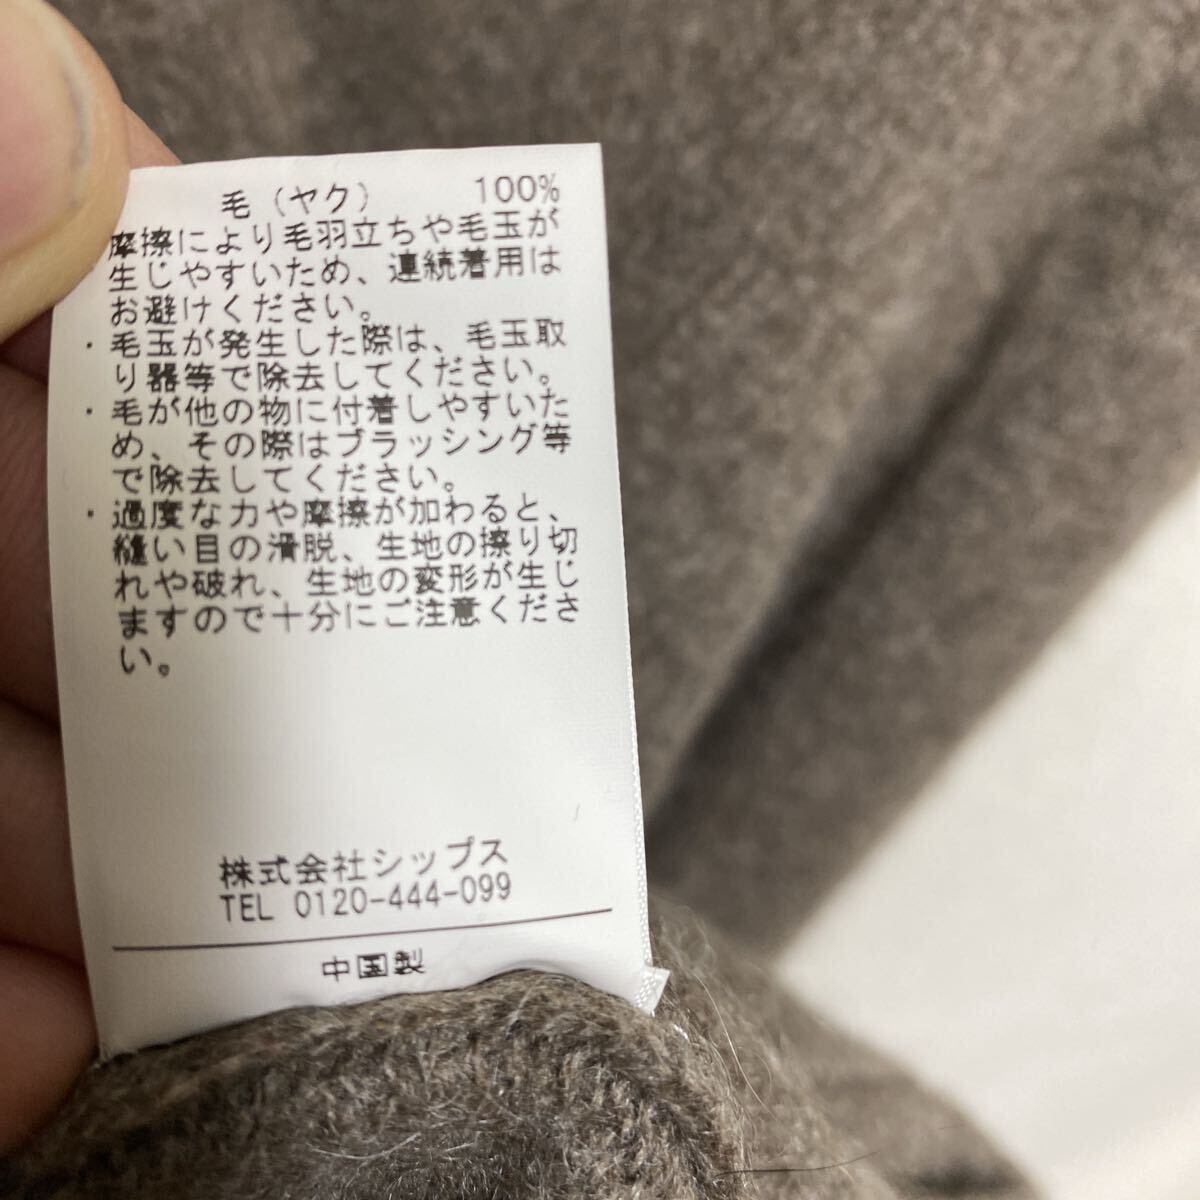 毛（ヤク） 100%
摩擦により毛羽立ちや毛玉が
生じやすいため、連続着用は
お避けください。
・毛玉が発生した際は、毛玉取
り器等で除去してください。
・毛が他の物に付着しやすいた
め、その際はブラッシング等
で除去してください。
・過度な力や摩擦が加わると、
縫い目の滑脱、生地の擦り切
れや破れ、生地の変形が生じ
ますので十分にご注意くださ
い。
株式会社シップス
TEL 0120-444-099
中国製